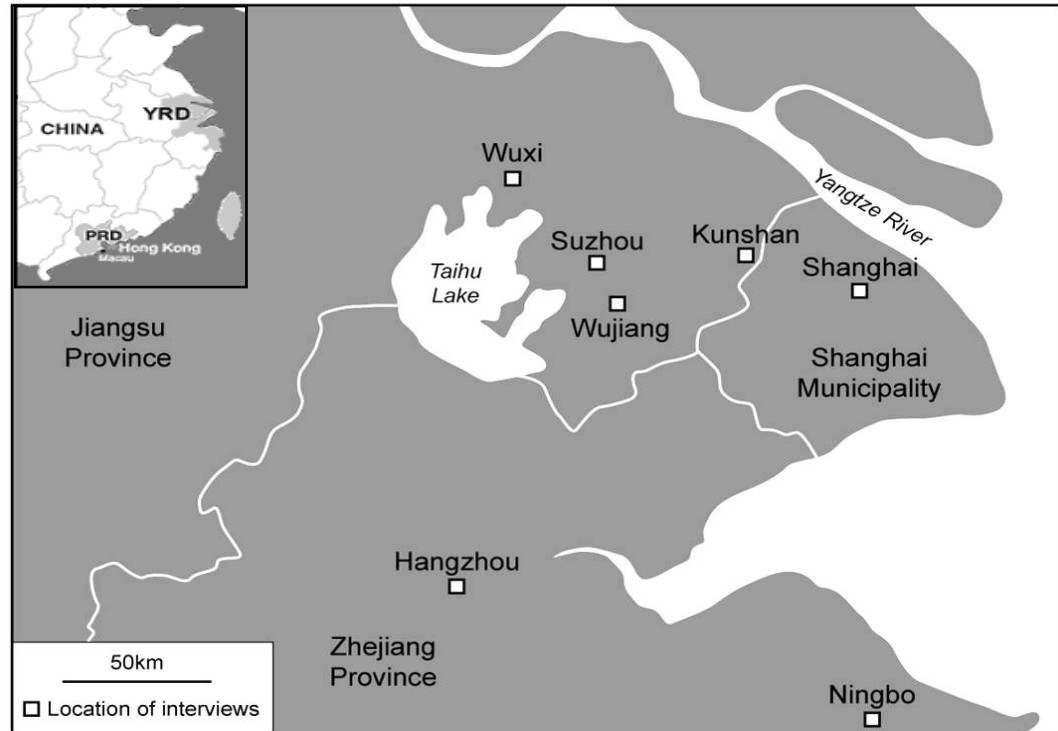 YRD
CHINA
PRD
Hong Kong
Macau
Wuxi
Yangtze River
Suzhou
Kunshan
Shanghai
Taihu
Lake
Wujiang
Jiangsu
Province
Shanghai
Municipality
Hangzhou
Zhejiang
Province
50km
Location of interviews
Ningbo